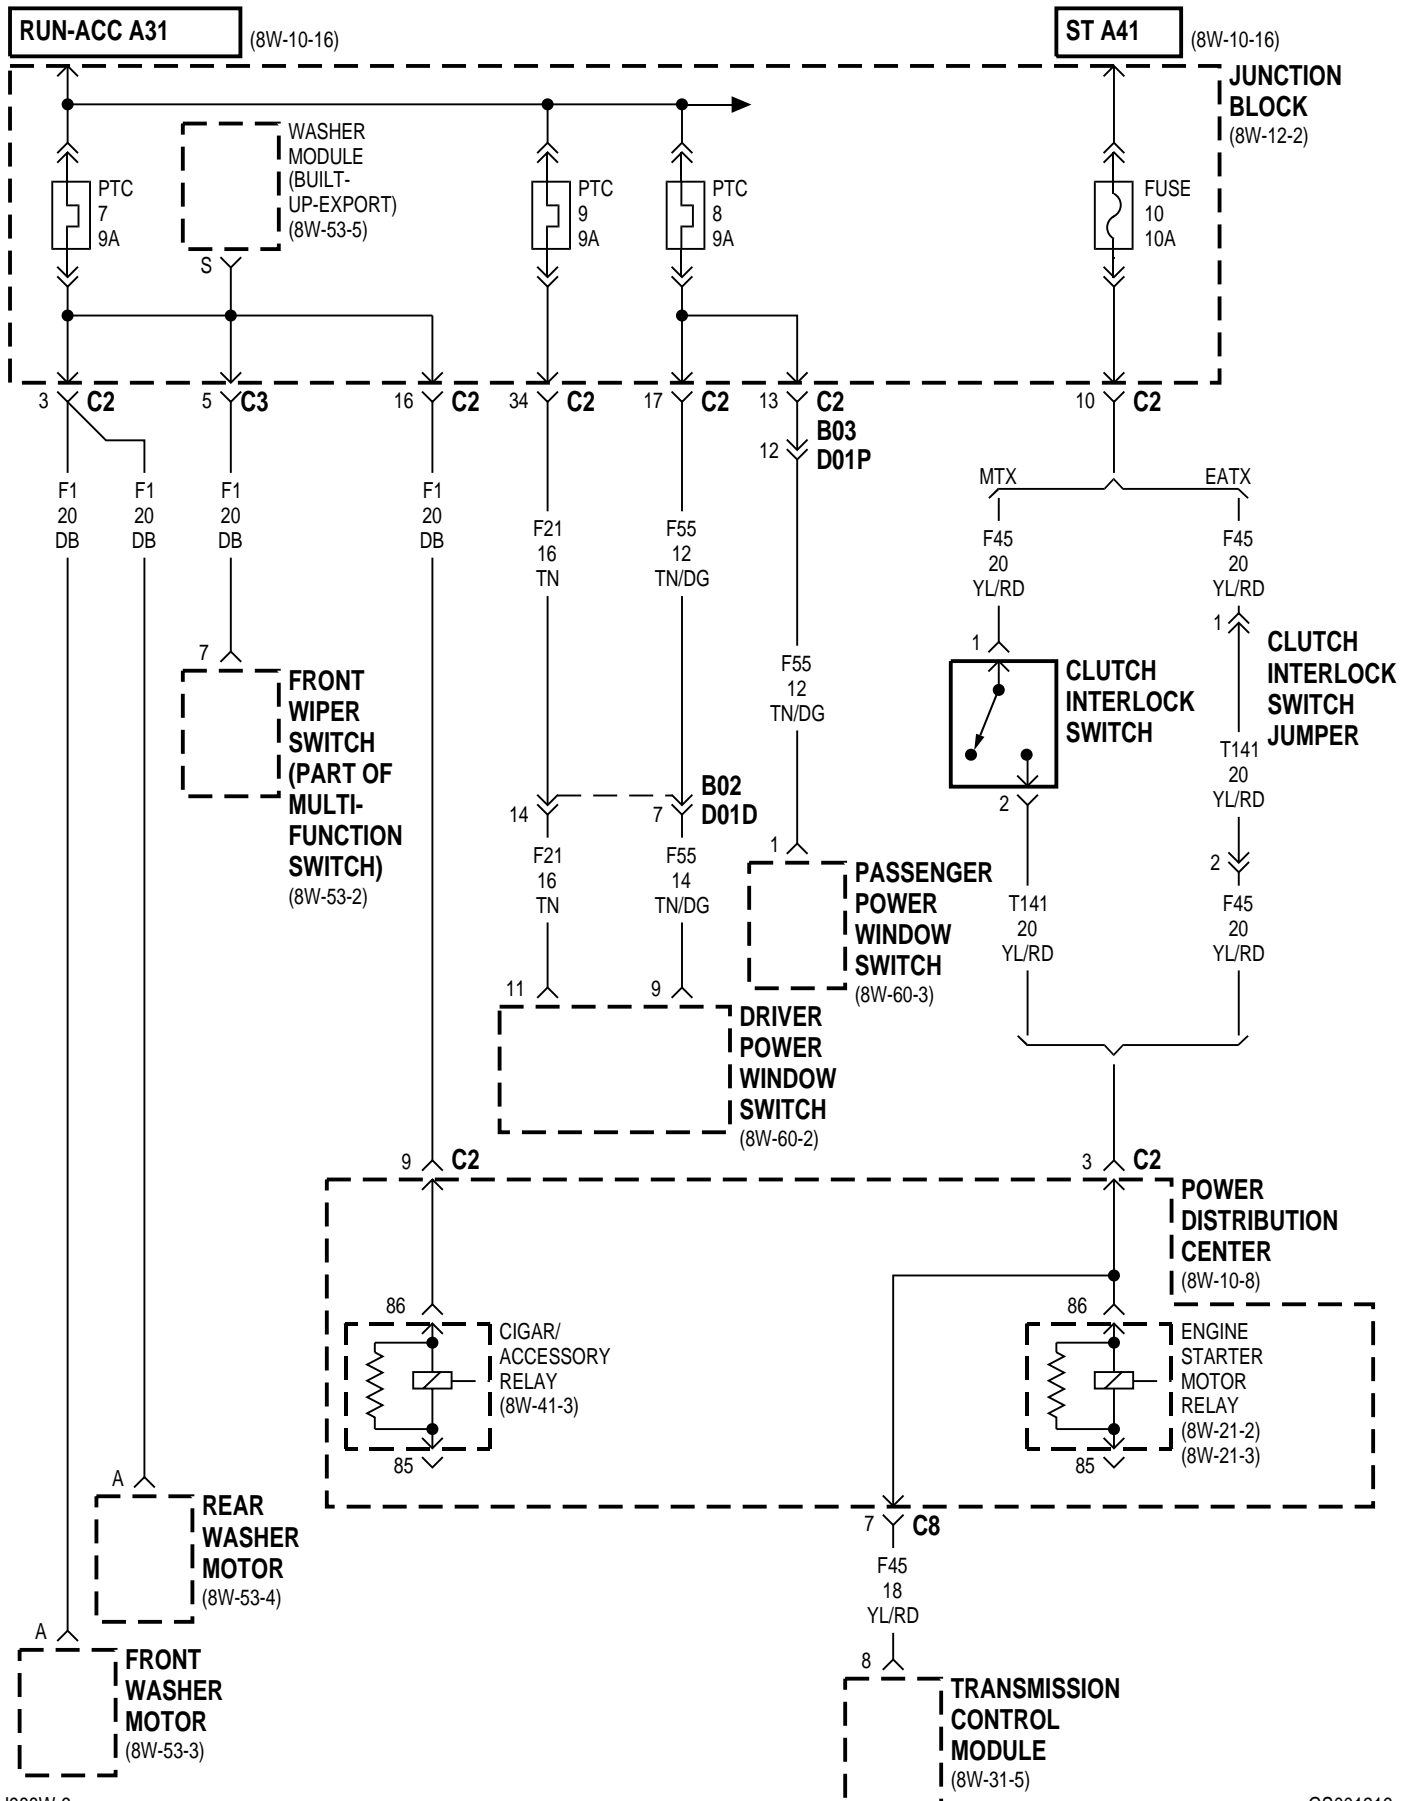 RUN-ACC A31
(8W-10-16)
ST A41
(8W-10-16)
JUNCTION
BLOCK
(8W-12-2)
WASHER
MODULE
(BUILT-
UP-EXPORT)
(8W-53-5)
PTC
7
9A
PTC
9
9A
PTC
8
9A
FUSE
10
10A
S
3 C2
5 C3
16 C2
34 C2
17 C2
13 C2
10 C2
B03
12
D01P
MTX
EATX
F1
20
DB
F1
20
DB
F1
20
DB
F1
20
DB
F21
16
TN
F55
12
TN/DG
F45
20
YL/RD
F45
20
YL/RD
1
1
CLUTCH
INTERLOCK
SWITCH
JUMPER
7
FRONT
WIPER
SWITCH
(PART OF
MULTI-
FUNCTION
SWITCH)
(8W-53-2)
F55
12
TN/DG
CLUTCH
INTERLOCK
SWITCH
T141
20
YL/RD
B02
14
7
D01D
2
1
2
F21
16
TN
F55
14
TN/DG
PASSENGER
POWER
WINDOW
SWITCH
(8W-60-3)
T141
20
YL/RD
F45
20
YL/RD
11
9
DRIVER
POWER
WINDOW
SWITCH
(8W-60-2)
9 C2
3 C2
POWER
DISTRIBUTION
CENTER
(8W-10-8)
86
86
CIGAR/
ACCESSORY
RELAY
(8W-41-3)
ENGINE
STARTER
MOTOR
RELAY
(8W-21-2)
(8W-21-3)
85
85
A
REAR
WASHER
MOTOR
(8W-53-4)
7 C8
F45
18
YL/RD
A
FRONT
WASHER
MOTOR
(8W-53-3)
8
TRANSMISSION
CONTROL
MODULE
(8W-31-5)